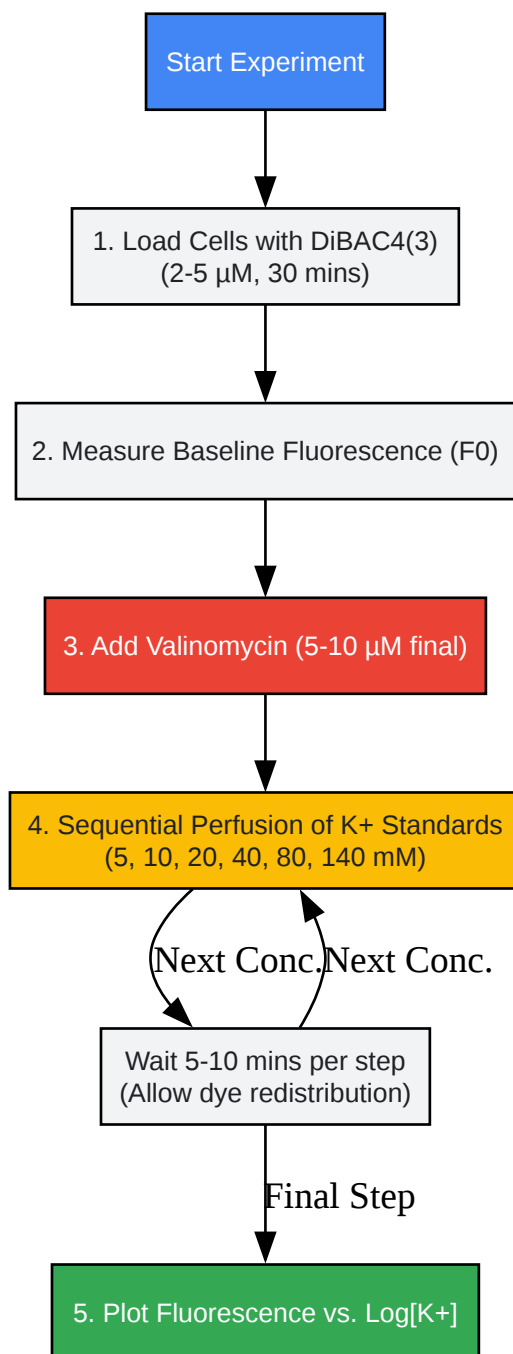 Start Experiment
1. Load Cells with DiBAC4(3)
(2-5 µM, 30 mins)
2. Measure Baseline Fluorescence (F0)
3. Add Valinomycin (5-10 µM final)
4. Sequential Perfusion of K+ Standards
(5, 10, 20, 40, 80, 140 mM)
Next Conc. Next Conc.
Wait 5-10 mins per step
(Allow dye redistribution)
Final Step
5. Plot Fluorescence vs. Log[K+]